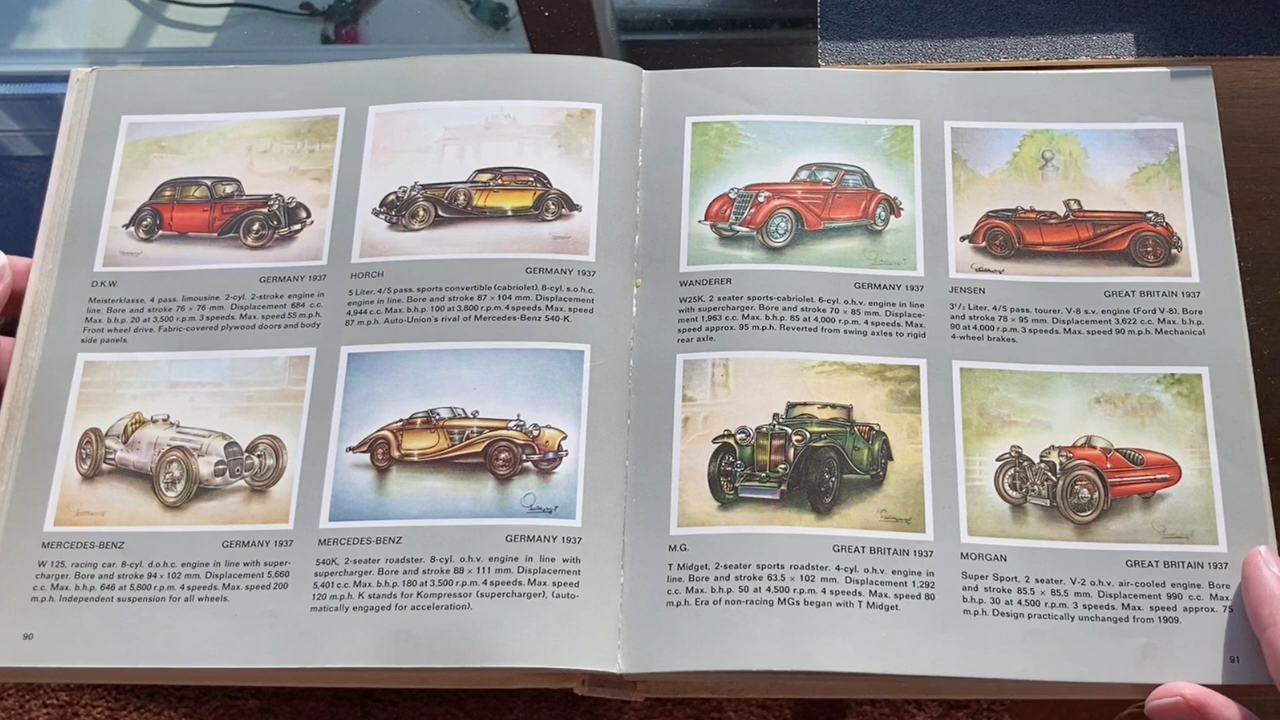 D.K.W. GERMANY 1937
Meisterklasse, 4 pass. limousine. 2-cyl. 2-stroke engine in
line. Bore and stroke 76 × 76 mm. Displacement 684 c.c.
Max. b.h.p. 20 at 3,500 r.p.m. 3 speeds. Max. speed 55 m.p.h.
Front wheel drive. Fabric-covered plywood doors and body
side panels.
HORCH GERMANY 1937
5 Liter, 4/5 pass. sports convertible (cabriolet), 8-cyl. s.o.h.c.
engine in line. Bore and stroke 87 × 104 mm. Displacement
4,944 c.c. Max. b.h.p. 100 at 3,800 r.p.m. 4 speeds. Max. speed
87 m.p.h. Auto-Union's rival of Mercedes-Benz 540-K.
MERCEDES-BENZ GERMANY 1937
W 125, racing car. 8-cyl. d.o.h.c. engine in line with super-
charger. Bore and stroke 94 × 102 mm. Displacement 5,660
c.c. Max. b.h.p. 646 at 5,800 r.p.m. 4 speeds. Max. speed 200
m.p.h. Independent suspension for all wheels.
MERCEDES-BENZ GERMANY 1937
540K, 2-seater roadster. 8-cyl. o.h.v. engine in line with
supercharger. Bore and stroke 88 × 111 mm. Displacement
5,401 c.c. Max. b.h.p. 180 at 3,500 r.p.m. 4 speeds. Max. speed
120 m.p.h. K stands for Kompressor (supercharger), (auto-
matically engaged for acceleration).
90
WANDERER GERMANY 1937
W25K, 2 seater sports-cabriolet. 6-cyl. o.h.v. engine in line
with supercharger. Bore and stroke 70 × 85 mm. Displace-
ment 1,963 c.c. Max. b.h.p. 85 at 4,000 r.p.m. 4 speeds. Max.
speed approx. 95 m.p.h. Reverted from swing axles to rigid
rear axle.
JENSEN GREAT BRITAIN 1937
3½ Liter, 4/5 pass. tourer. V-8 s.v. engine (Ford V-8). Bore
and stroke 78 × 95 mm. Displacement 3,622 c.c. Max. b.h.p.
90 at 4,000 r.p.m. 3 speeds. Max. speed 90 m.p.h. Mechanical
4-wheel brakes.
M.G. GREAT BRITAIN 1937
T Midget, 2-seater sports roadster. 4-cyl. o.h.v. engine in
line. Bore and stroke 63.5 × 102 mm. Displacement 1,292
c.c. Max. b.h.p. 50 at 4,500 r.p.m. 4 speeds. Max. speed 80
m.p.h. Era of non-racing MGs began with T Midget.
MORGAN GREAT BRITAIN 1937
Super Sport, 2 seater. V-2 o.h.v. air-cooled engine. Bore
and stroke 85.5 × 85.5 mm. Displacement 990 c.c. Max.
b.h.p. 30 at 4,500 r.p.m. 3 speeds. Max. speed approx. 75
m.p.h. Design practically unchanged from 1909.
91